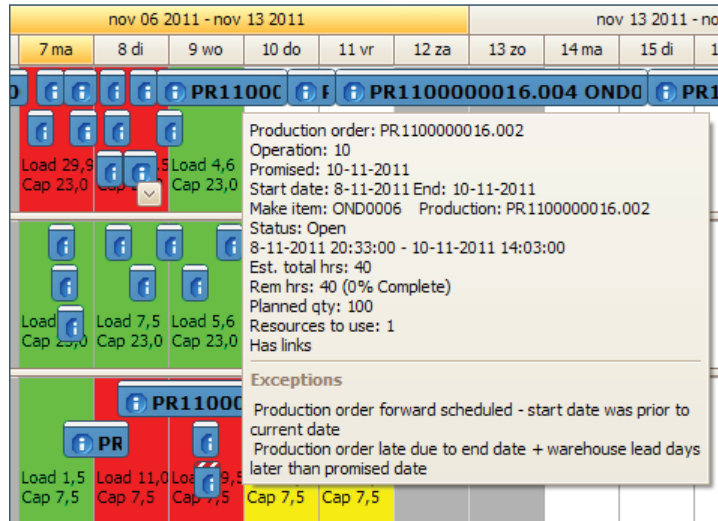 nov 06 2011 - nov 13 2011
nov 13 2011 - no
7 ma
8 di
9 wo
10 do
11 vr
12 za
13 zo
14 ma
15 di
1
PR1100C
F
PR1100000016.004 OND0
PR1
Load 29,9
Cap 23,0
Load 4,6
Cap 23,0
Production order: PR1100000016.002
Operation: 10
Promised: 10-11-2011
Start date: 8-11-2011 End: 10-11-2011
Make item: OND0006 Production: PR1100000016.002
Status: Open
8-11-2011 20:33:00 - 10-11-2011 14:03:00
Est. total hrs: 40
Rem hrs: 40 (0% Complete)
Planned qty: 100
Resources to use: 1
Has links
Load
Load 7,5
Load 5,6
Cap 23,0
Cap 23,0
Cap 23,0
Exceptions
Production order forward scheduled - start date was prior to
current date
Production order late due to end date + warehouse lead days
later than promised date
PR1100C
PR
Load 1,5
Load 11,0
Cap 7,5
Cap 7,5
Cap 7,5
Cap 7,5
Cap 7,5